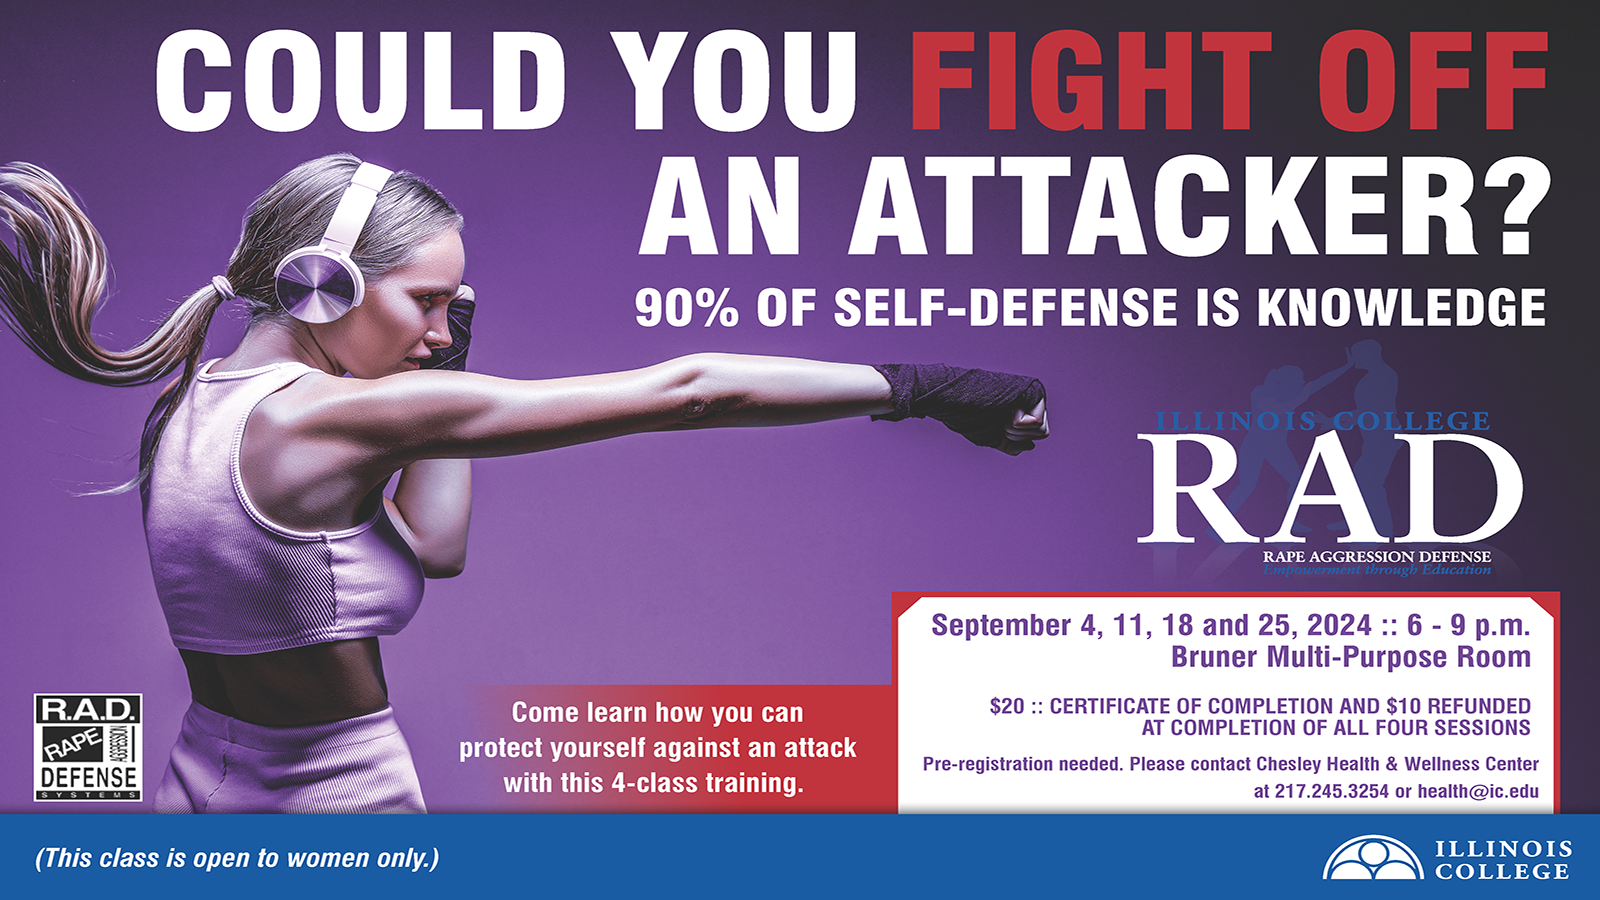 COULD YOU FIGHT OFF
AN ATTACKER?
90% OF SELF-DEFENSE IS KNOWLEDGE
ILLINOIS COLLEGE
RAD
RAPE AGGRESSION DEFENSE
Empowerment through Education
September 4, 11, 18 and 25, 2024 :: 6 - 9 p.m.
Bruner Multi-Purpose Room
$20 :: CERTIFICATE OF COMPLETION AND $10 REFUNDED
AT COMPLETION OF ALL FOUR SESSIONS
Pre-registration needed. Please contact Chesley Health & Wellness Center
at 217.245.3254 or health@ic.edu
Come learn how you can
protect yourself against an attack
with this 4-class training.
R.A.D.
RAPE
AGGRESSION
DEFENSE
SYSTEMS
(This class is open to women only.)
ILLINOIS
COLLEGE